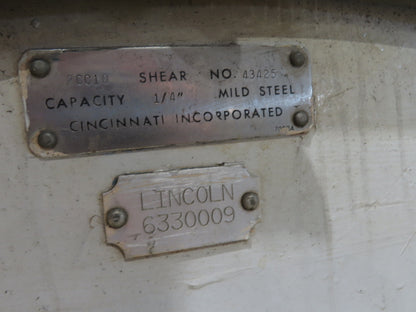 SHEAR NO. 43425
CAPACITY 1/4" MILD STEEL
CINCINNATI INCORPORATED
LINCOLN
6330009